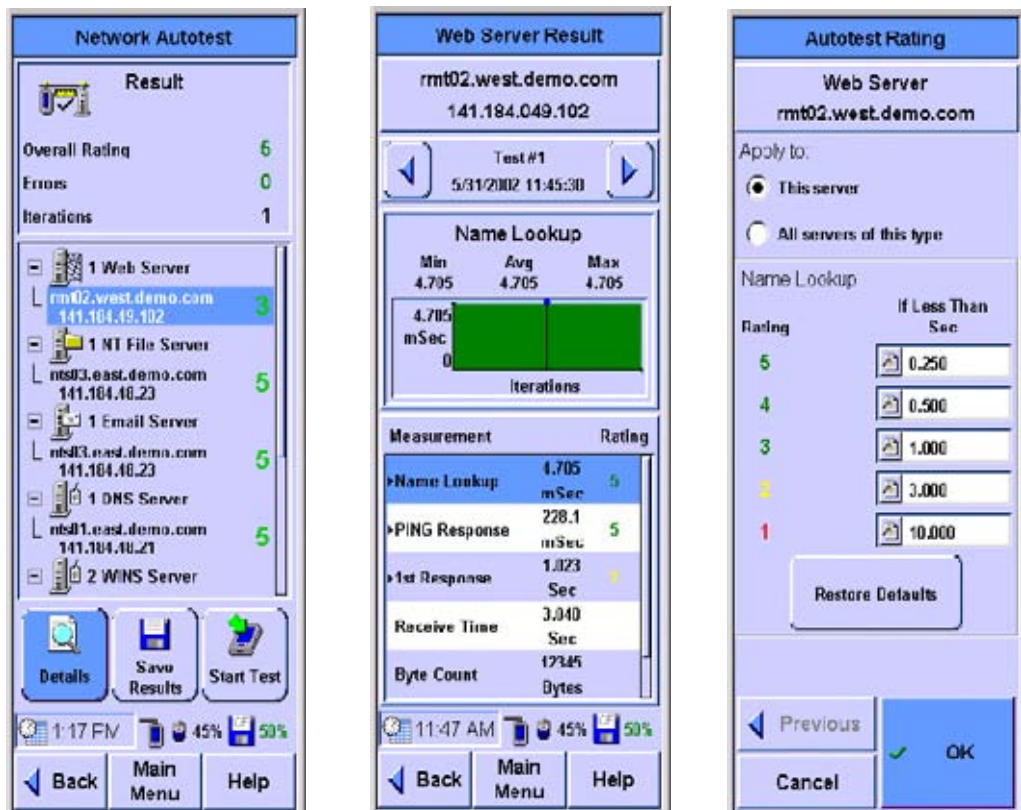 Network Autotest
Result
Overall Rating 5
Errors 0
Iterations 1
1 Web Server
rmt02.west.demo.com 3
141.184.49.102
1 NT File Server
nts03.east.demo.com 5
141.184.48.23
1 Email Server
nts03.east.demo.com 5
141.184.48.23
1 DNS Server
nts01.east.demo.com 5
141.184.48.21
2 WINS Server
Details
Save Results
Start Test
1:17 PM 45% 50%
Back
Main Menu
Help
Web Server Result
rmt02.west.demo.com
141.184.049.102
Test #1
5/31/2002 11:45:30
Name Lookup
Min Avg Max
4.705 4.705 4.705
4.705
mSec
0
Iterations
Measurement Rating
Name Lookup 4.705 mSec 5
PING Response 228.1 mSec 5
1st Response 1.023 Sec
Receive Time 3.040 Sec
Byte Count 12345 Bytes
11:47 AM 45% 50%
Back
Main Menu
Help
Autotest Rating
Web Server
rmt02.west.demo.com
Apply to:
This server
All servers of this type
Name Lookup
Rating If Less Than Sec
5 0.250
4 0.500
3 1.000
2 3.000
1 10.000
Restore Defaults
Previous
OK
Cancel